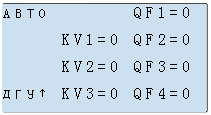 АВТО QF1=0
KV1=0 QF2=0
KV2=0 QF3=0
ДГУ↑ KV3=0 QF4=0